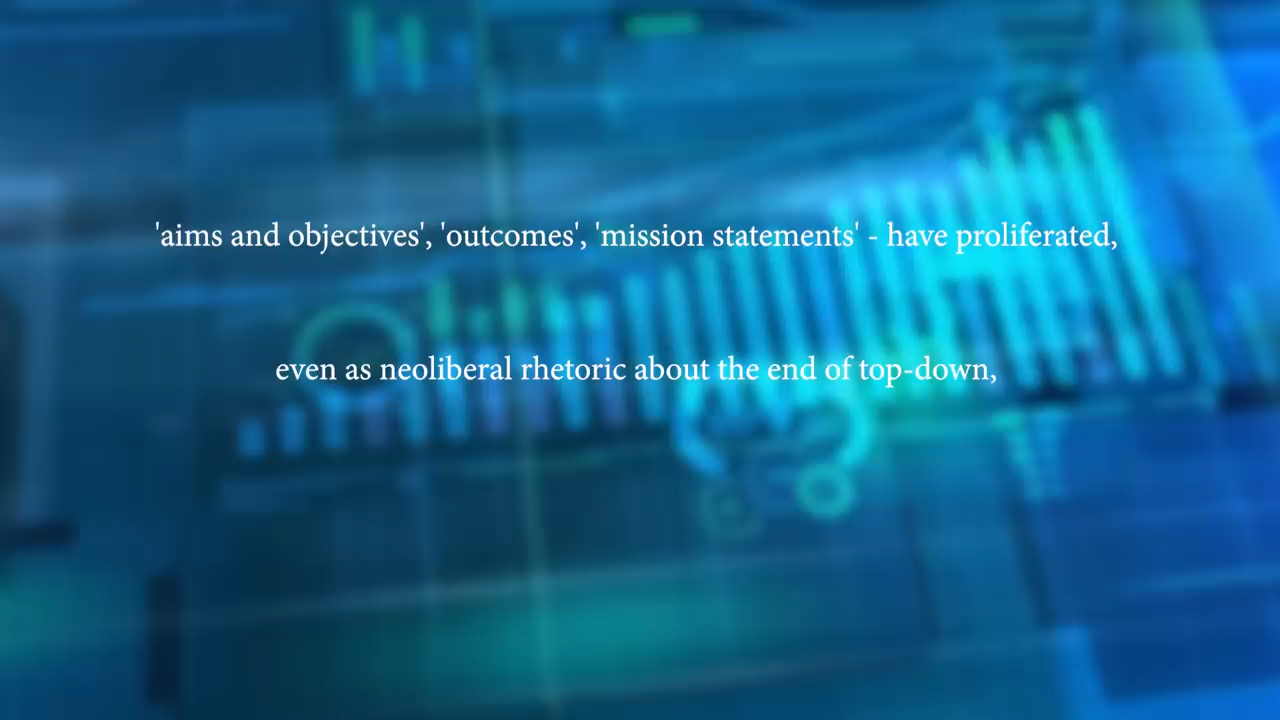 'aims and objectives', 'outcomes', 'mission statements' - have proliferated,
even as neoliberal rhetoric about the end of top-down,